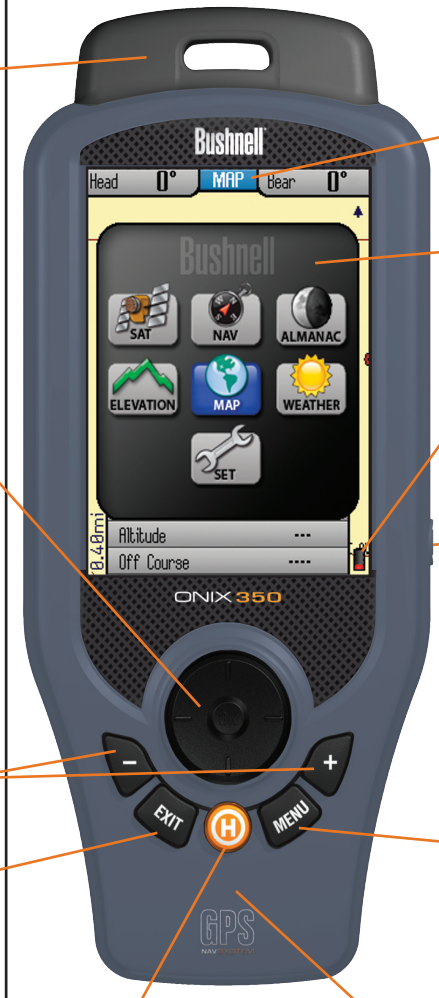 Bushnell
Head 0° MAP Bear 0°
Bushnell
SAT NAV ALMANAC
ELEVATION MAP WEATHER
SET
0.40mi
Altitude ---
Off Course ----
ONIX 350
- +
EXIT H MENU
GPS